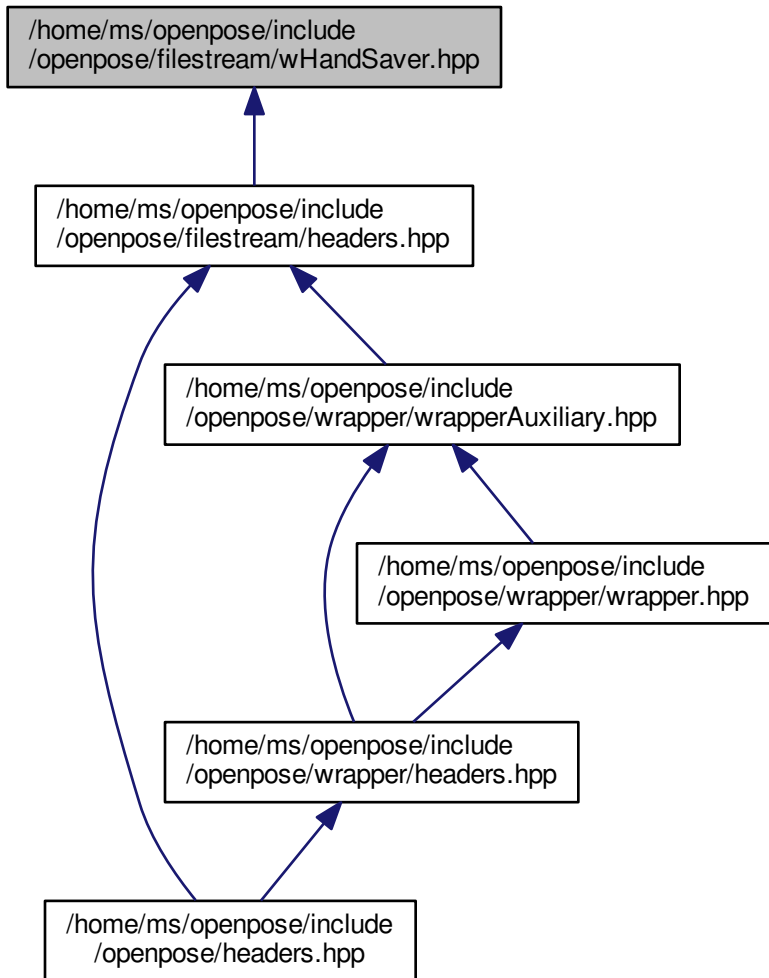 /home/ms/openpose/include
/openpose/filestream/wHandSaver.hpp
/home/ms/openpose/include
/openpose/filestream/headers.hpp
/home/ms/openpose/include
/openpose/wrapper/wrapperAuxiliary.hpp
/home/ms/openpose/include
/openpose/wrapper/wrapper.hpp
/home/ms/openpose/include
/openpose/wrapper/headers.hpp
/home/ms/openpose/include
/openpose/headers.hpp